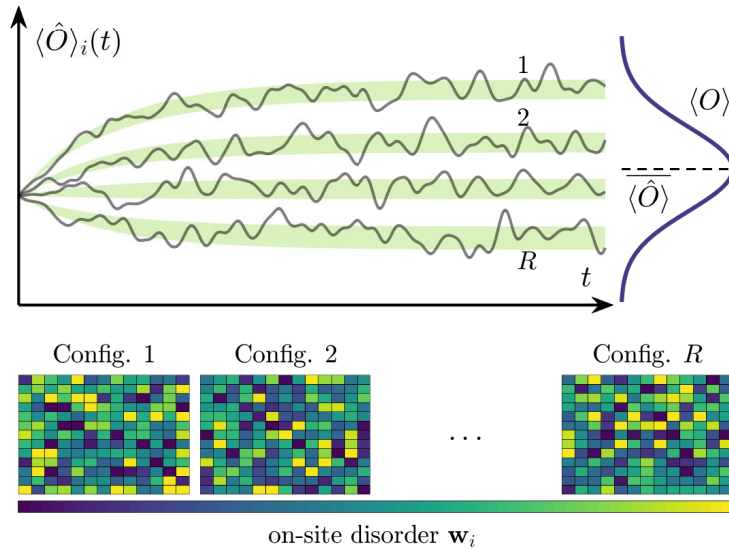 ⟨Ô⟩ᵢ(t)
1
⟨O⟩
2
⟨Ô⟩
R
t
Config. 1
Config. 2
Config. R
...
on-site disorder wᵢ